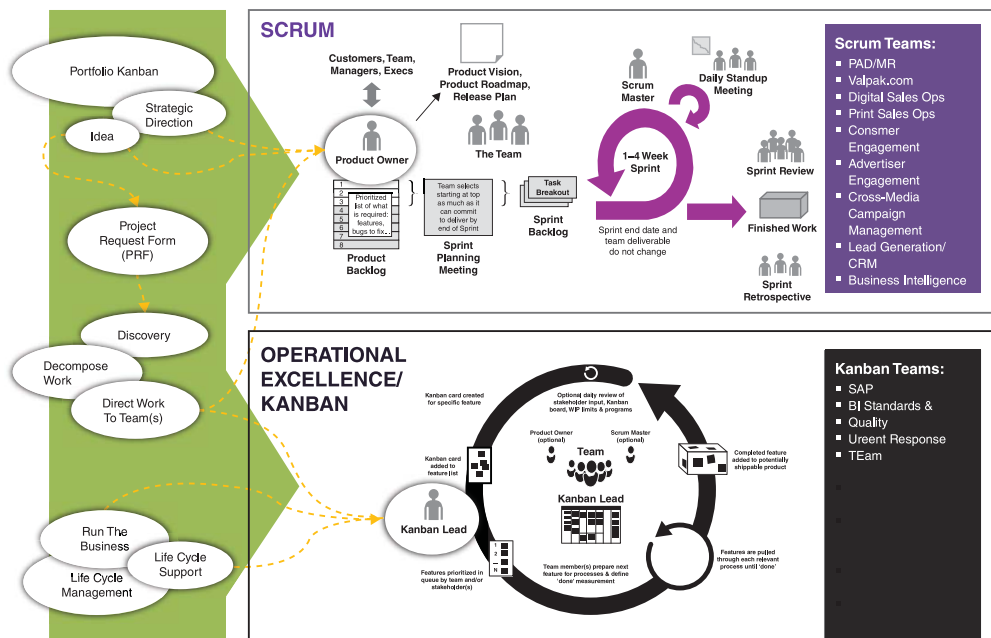 Portfolio Kanban
Strategic
Direction
Idea
Project
Request Form
(PRF)
Discovery
Decompose
Work
Direct Work
To Team(s)
Run The
Business
Life Cycle
Support
Life Cycle
Management
SCRUM
Customers, Team,
Managers, Execs
Product Vision,
Product Roadmap,
Release Plan
Product Owner
The Team
1
2
3
4
5
6
7
8
Prioritized
list of what
is required:
features,
bugs to fix...
Product
Backlog
Team selects
starting at top
as much as it
can commit
to deliver by
end of Sprint
Sprint
Planning
Meeting
Task
Breakout
Sprint
Backlog
Scrum
Master
Daily Standup
Meeting
1–4 Week
Sprint
Sprint end date and
team deliverable
do not change
Sprint Review
Finished Work
Sprint
Retrospective
Scrum Teams:
PAD/MR
Valpak.com
Digital Sales Ops
Print Sales Ops
Consmer
Engagement
Advertiser
Engagement
Cross-Media
Campaign
Management
Lead Generation/
CRM
Business Intelligence
OPERATIONAL
EXCELLENCE/
KANBAN
Kanban card created
for specific feature
Optional daily review of
stakeholder input, Kanban
board, WIP limits & programs
Product Owner
(optional)
Scrum Master
(optional)
Team
Kanban card
added to
feature list
Completed feature
added to potentially
shippable product
Kanban Lead
Kanban Lead
1
2
N
Features prioritized in
queue by team and/or
stakeholder(s)
Team member(s) prepare next
feature for processes & define
'done' measurement
Features are pulled
through each relevant
process until 'done'
Kanban Teams:
SAP
BI Standards &
Quality
Ureent Response
TEam